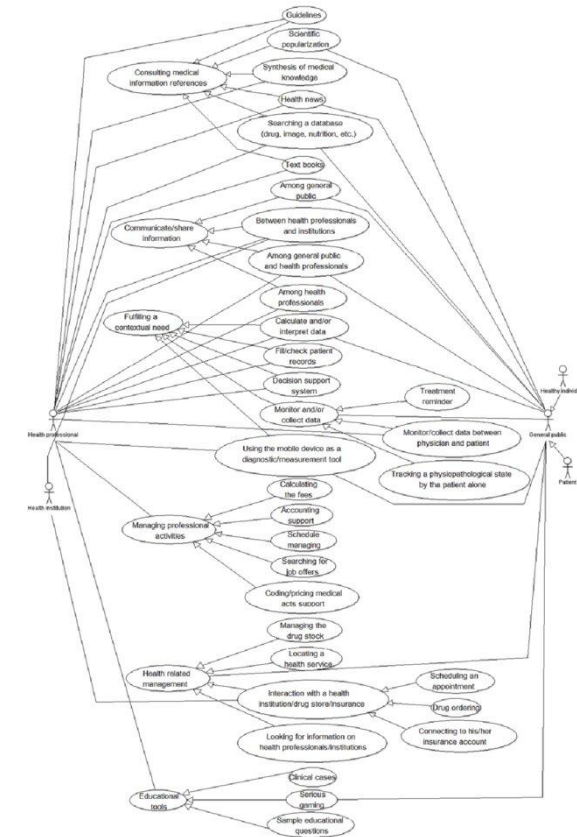 Guidelines
Scientific
popularization
Consulting medical
information references
Synthesis of medical
knowledge
Health news
Searching a database
(drug, image, nutrition, etc.)
Text books
Among general
public
Communicate/share
information
Between health professionals
and institutions
Among general public
and health professionals
Among health
professionals
Fulfilling a
contextual need
Calculate and/or
interpret data
Fill/check patient
records
Decision support
system
Healthy individ
Treatment
reminder
Monitor and/or
collect data
Health professional
General public
Monitor/collect data between
physician and patient
Using the mobile device as a
diagnostic/measurement tool
Tracking a physiopathological state
by the patient alone
Patient
Health institution
Calculating
the fees
Accounting
support
Managing professional
activities
Schedule
managing
Searching for
job offers
Coding/pricing medical
acts support
Managing the
drug stock
Locating a
health service
Health related
management
Scheduling an
appointment
Interaction with a health
institution/drug store/insurance
Drug ordering
Connecting to his/her
insurance account
Looking for information on
health professionals/institutions
Clinical cases
Educational
tools
Serious
gaming
Sample educational
questions